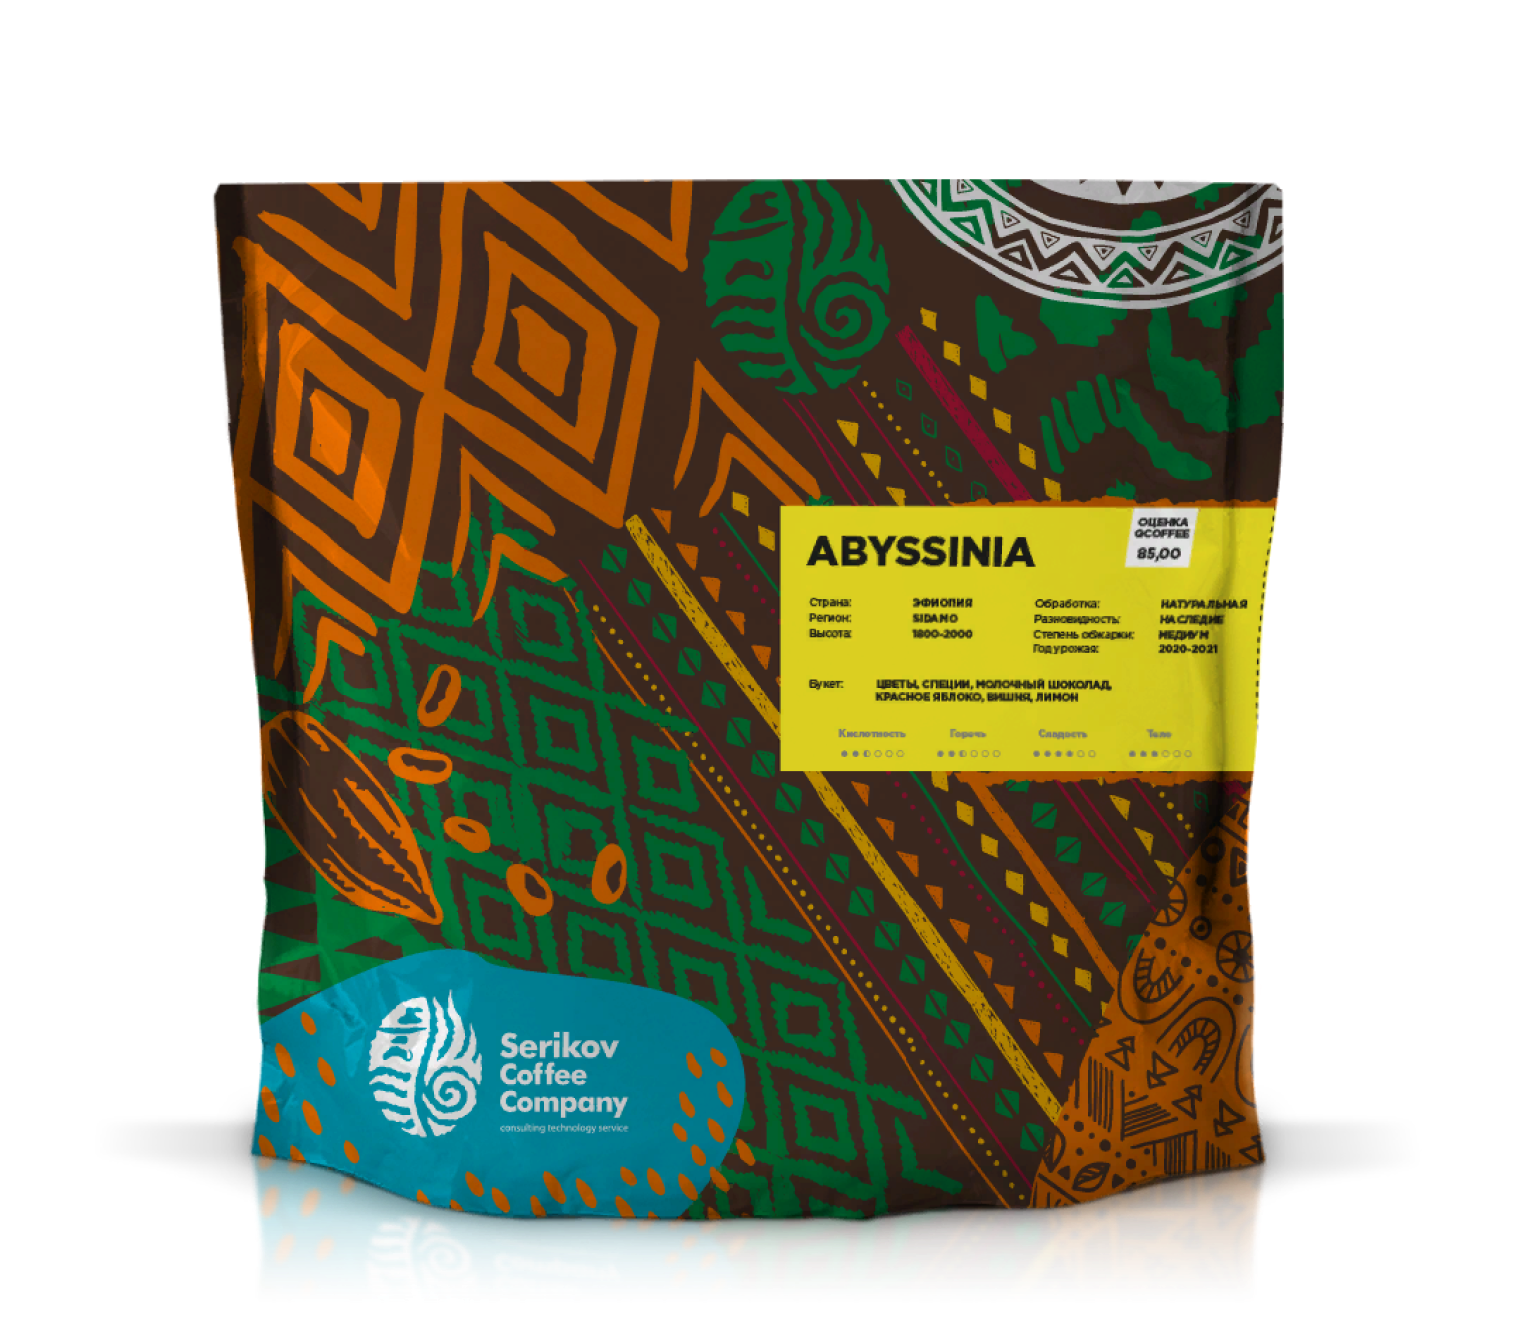 ABYSSINIA
ОЦЕНКА
QCOFFEE
85,00
Страна: ЭФИОПИЯ
Регион: SIDAMO
Высота: 1800-2000
Обработка: НАТУРАЛЬНАЯ
Разновидность: НАСЛЕДИЕ
Степень обжарки: МЕДИУМ
Год урожая: 2020-2021
Букет: ЦВЕТЫ, СПЕЦИИ, МОЛОЧНЫЙ ШОКОЛАД,
КРАСНОЕ ЯБЛОКО, ВИШНЯ, ЛИМОН
Кислотность Горечь Сладость Тело
Serikov
Coffee
Company
consulting technology service